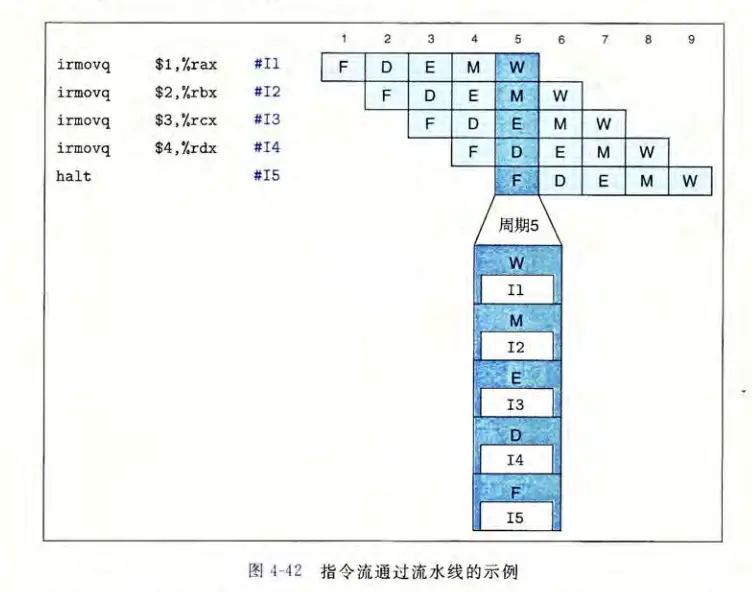 1 2 3 4 5 6 7 8 9
irmovq $1,%rax #I1 F D E M W
irmovq $2,%rbx #I2 F D E M W
irmovq $3,%rcx #I3 F D E M W
irmovq $4,%rdx #I4 F D E M W
halt #I5 F D E M W
周期5
W
I1
M
I2
E
I3
D
I4
F
I5
图 4-42 指令流通过流水线的示例